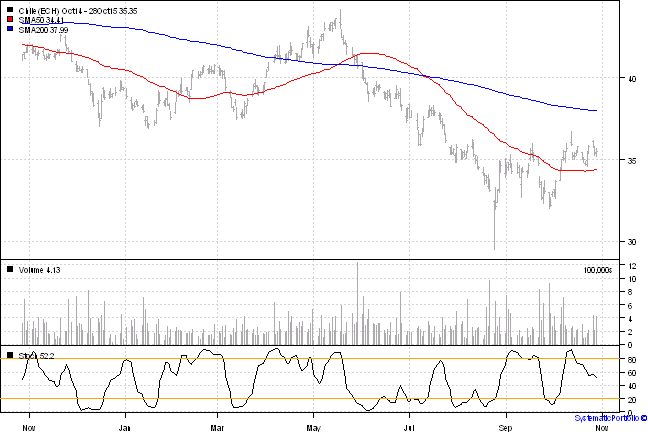 Chile (ECH) Oct14 - 28Oct15 35.35
SMA50 34.41
SMA200 37.99
40
35
30
Volume 4.13
100,000s
12
10
8
6
4
2
0
Stoch 52.2
80
60
40
20
0
Nov Jan Mar May Jul Sep Nov
SystematicPortfolio ©